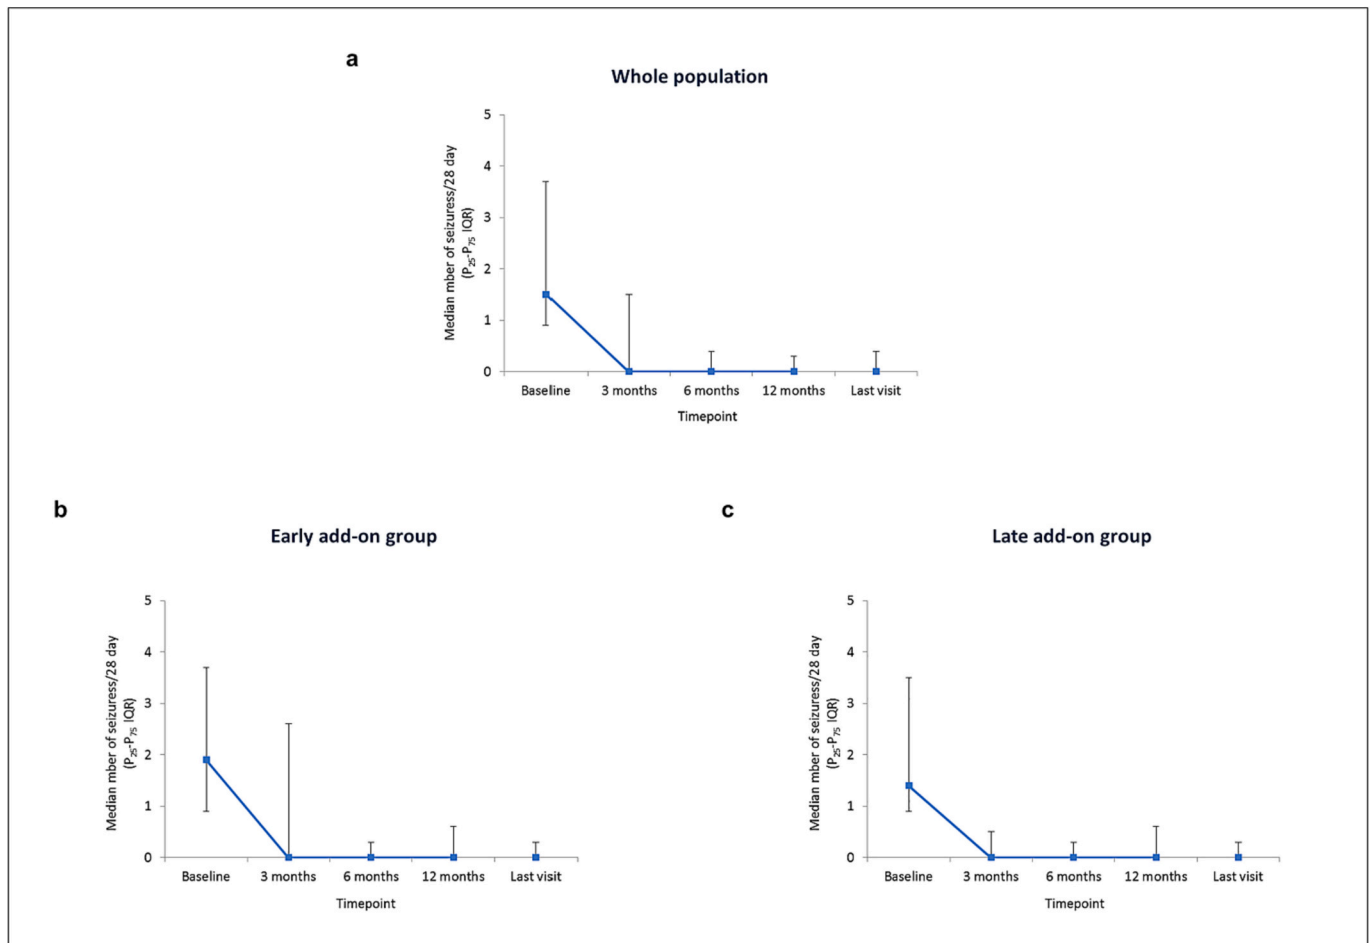 a
Whole population
Median mber of seizuress/28 day
(P25-P75 IQR)
5
4
3
2
1
0
Baseline 3 months 6 months 12 months Last visit
Timepoint
b
Early add-on group
Median mber of seizuress/28 day
(P25-P75 IQR)
5
4
3
2
1
0
Baseline 3 months 6 months 12 months Last visit
Timepoint
c
Late add-on group
Median mber of seizuress/28 day
(P25-P75 IQR)
5
4
3
2
1
0
Baseline 3 months 6 months 12 months Last visit
Timepoint